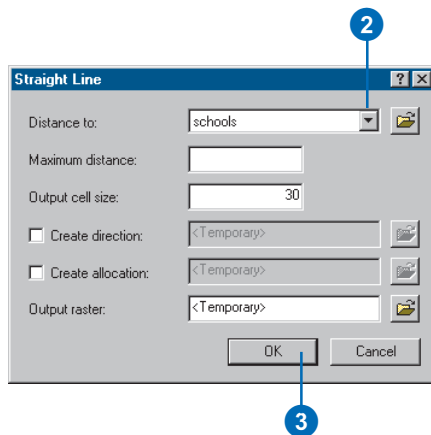 2
Straight Line
Distance to: schools
Maximum distance:
Output cell size: 30
Create direction: <Temporary>
Create allocation: <Temporary>
Output raster: <Temporary>
OK Cancel
3